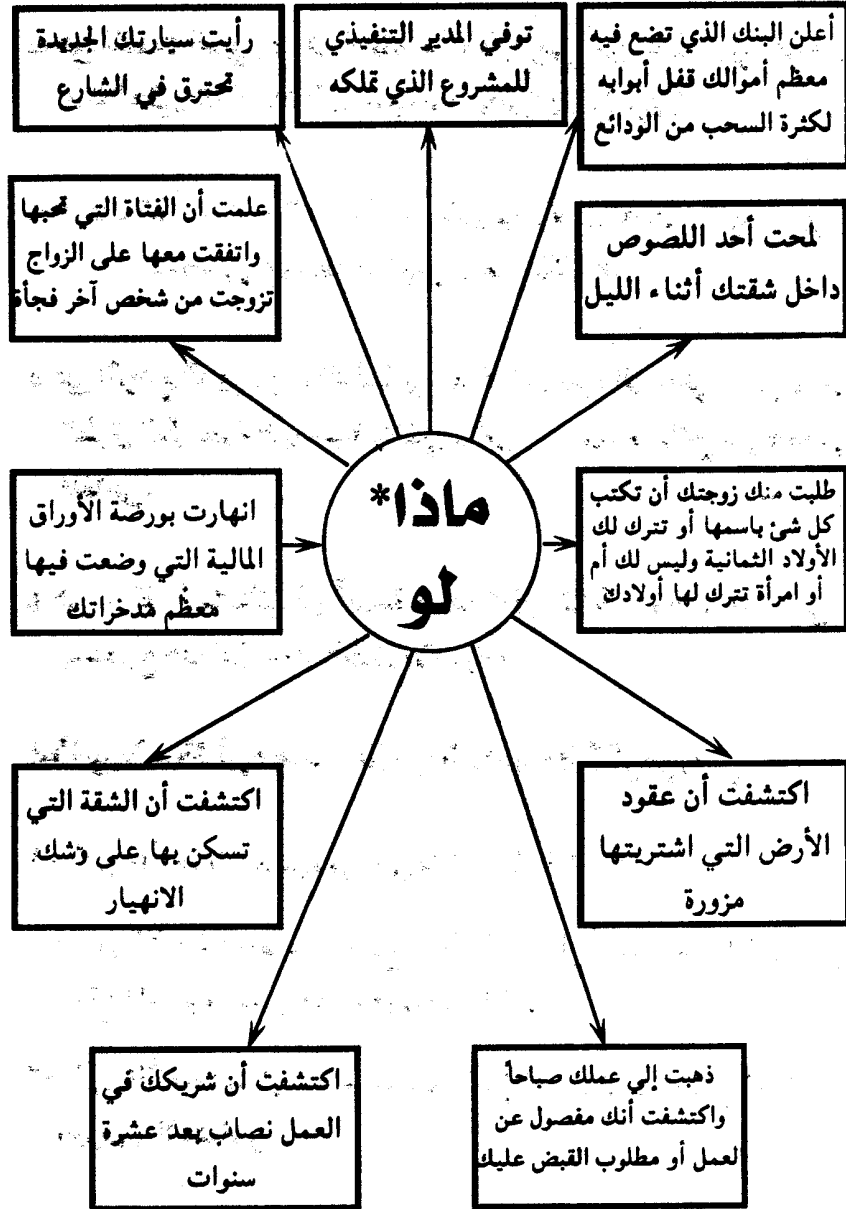 أعلن البنك الذي تضع فيه
معظم أموالك قفل أبوابه
لكثرة السحب من الودائع
توفي المدير التنفيذي
للمشروع الذي تملكه
رأيت سيارتك الجديدة
تحترق في الشارع
لمحت أحد اللصوص
داخل شقتك أثناء الليل
علمت أن الفتاة التي تحبها
واتفقت معها على الزواج
تزوجت من شخص آخر فجأة
ماذا*
لو
طلبت منك زوجتك أن تكتب
كل شئ باسمها أو تترك لك
الأولاد الثمانية وليس لك أم
أو امرأة تترك لها أولادك
انهارت بورصة الأوراق
المالية التي وضعت فيها
معظم مدخراتك
اكتشفت أن عقود
الأرض التي اشتريتها
مزورة
اكتشفت أن الشقة التي
تسكن بها على وشك
الانهيار
ذهبت إلي عملك صباحاً
واكتشفت أنك مفصول عن
لعمل أو مطلوب القبض عليك
اكتشفت أن شريكك في
العمل نصاب بعد عشرة
سنوات